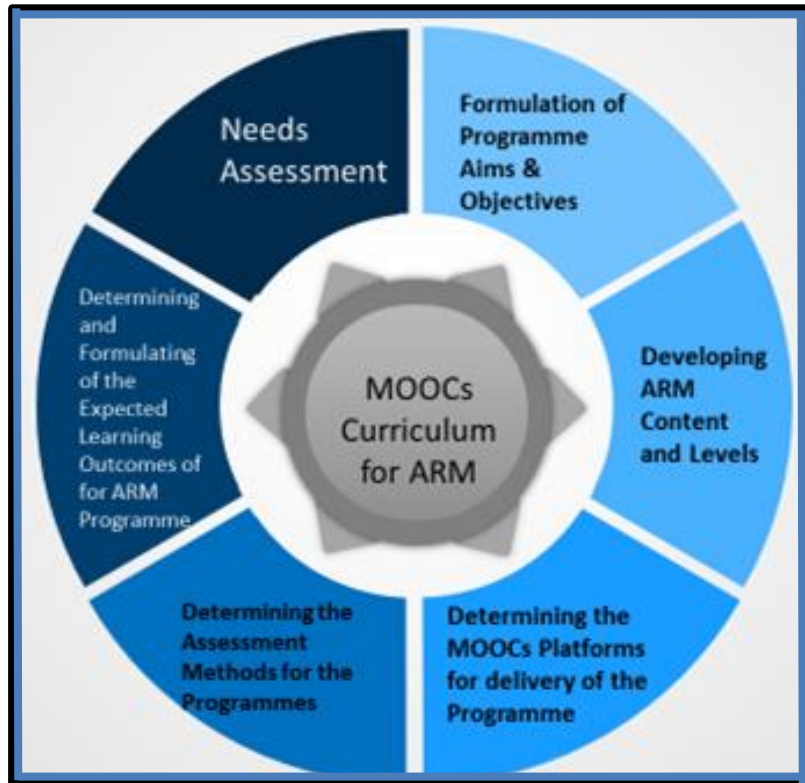 Needs
Assessment
Formulation of
Programme
Aims &
Objectives
Developing
ARM
Content
and Levels
Determining the
MOOCs Platforms
for delivery of the
Programme
Determining the
Assessment
Methods for the
Programmes
Determining
and
Formulating
of the
Expected
Learning
Outcomes of
for ARM
Programme
MOOCs
Curriculum
for ARM